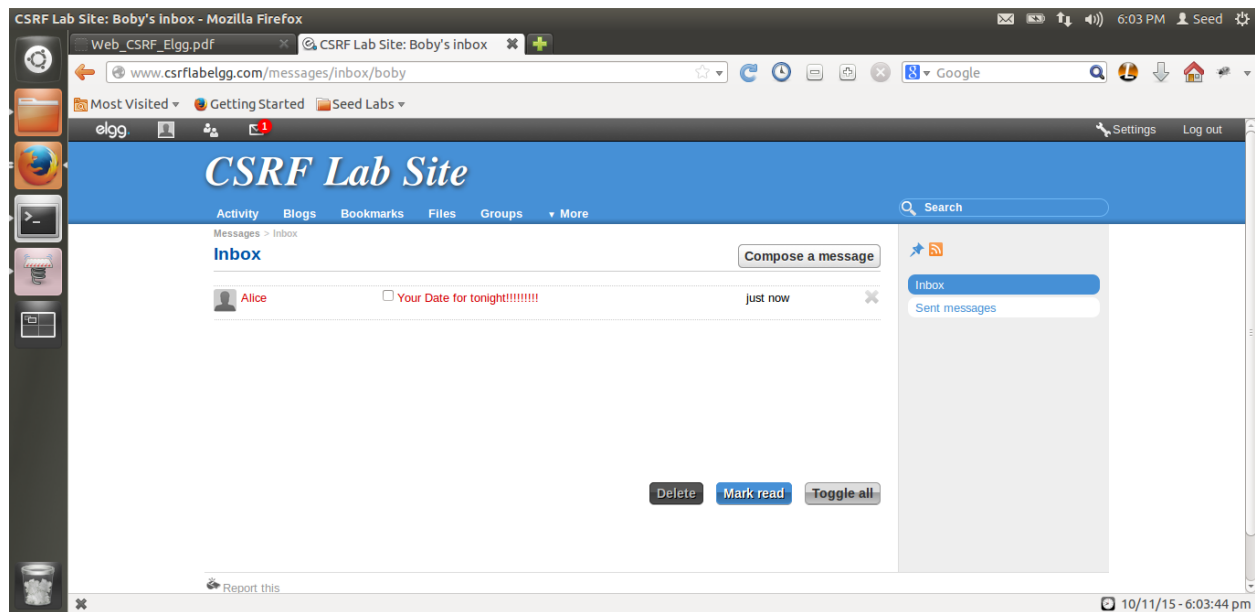 CSRF Lab Site: Boby's inbox - Mozilla Firefox
6:03 PM Seed
Web_CSRF_Elgg.pdf
CSRF Lab Site: Boby's inbox
www.csrflabelgg.com/messages/inbox/boby
Google
Most Visited
Getting Started
Seed Labs
elgg.
1
Settings
Log out
CSRF Lab Site
Activity Blogs Bookmarks Files Groups ▾ More
Search
Messages > Inbox
Inbox
Compose a message
Alice
Your Date for tonight!!!!!!!!!
just now
Inbox
Sent messages
Delete
Mark read
Toggle all
Report this
10/11/15 - 6:03:44 pm